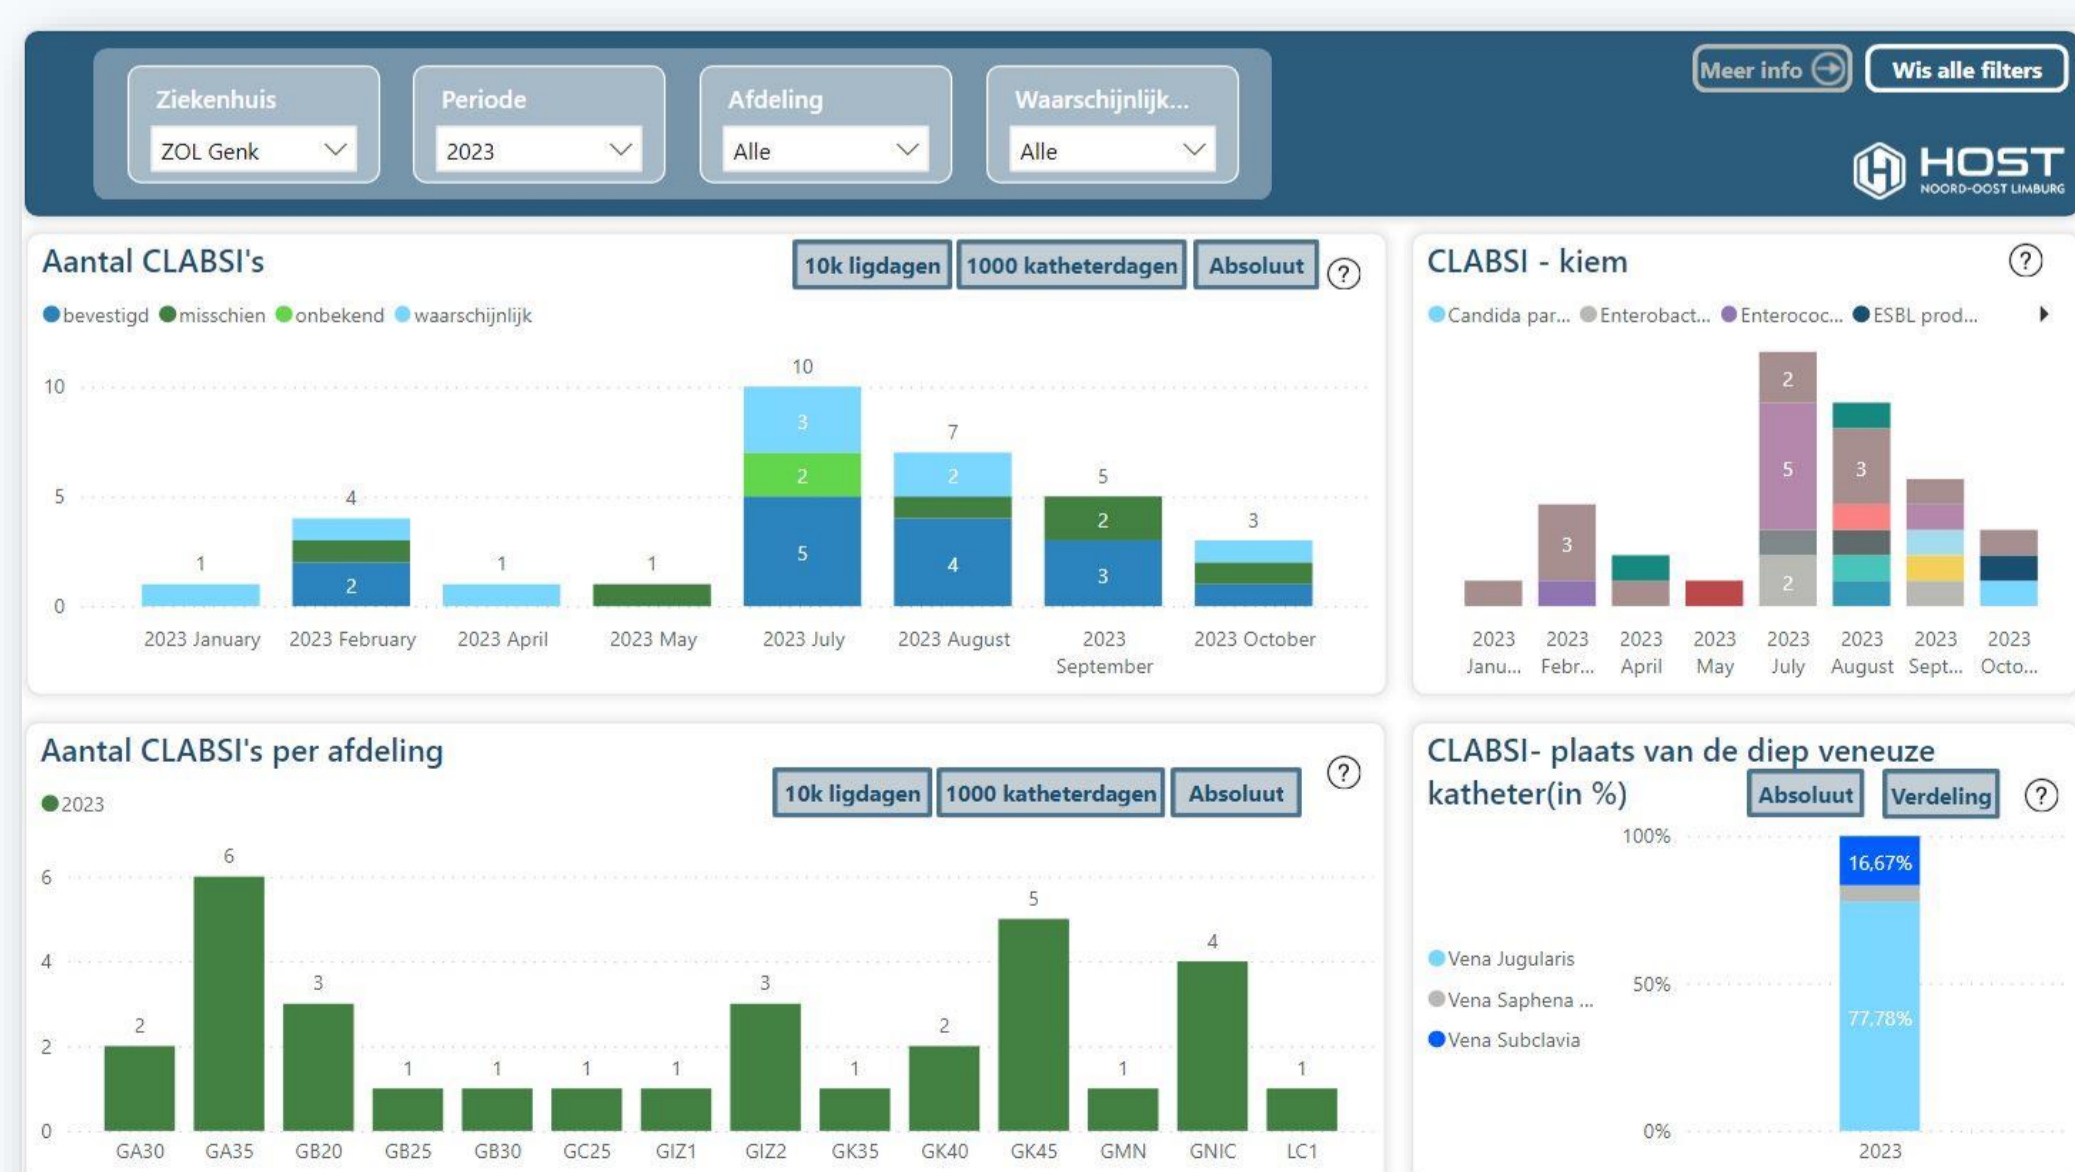 Ziekenhuis
ZOL Genk
Periode
2023
Afdeling
Alle
Waarschijnlijk...
Alle
Meer info
Wis alle filters
HOST
NOORD-OOST LIMBURG
Aantal CLABSI's
10k ligdagen 1000 katheterdagen Absoluut ?
bevestigd misschien onbekend waarschijnlijk
10
5
0
1
4
2
1
1
10
3
2
5
7
2
4
5
2
3
3
2023 January 2023 February 2023 April 2023 May 2023 July 2023 August 2023 September 2023 October
CLABSI - kiem ?
Candida par... Enterobact... Enterococ... ESBL prod...
3
2
5
2
3
2023 Janu... 2023 Febr... 2023 April 2023 May 2023 July 2023 August 2023 Sept... 2023 Octo...
Aantal CLABSI's per afdeling
10k ligdagen 1000 katheterdagen Absoluut ?
2023
6
4
2
0
2 6 3 1 1 1 1 3 1 2 5 1 4 1
GA30 GA35 GB20 GB25 GB30 GC25 GIZ1 GIZ2 GK35 GK40 GK45 GMN GNIC LC1
CLABSI- plaats van de diep veneuze
katheter(in %) Absoluut Verdeling ?
Vena Jugularis
Vena Saphena ...
Vena Subclavia
100%
50%
0%
16,67%
77,78%
2023